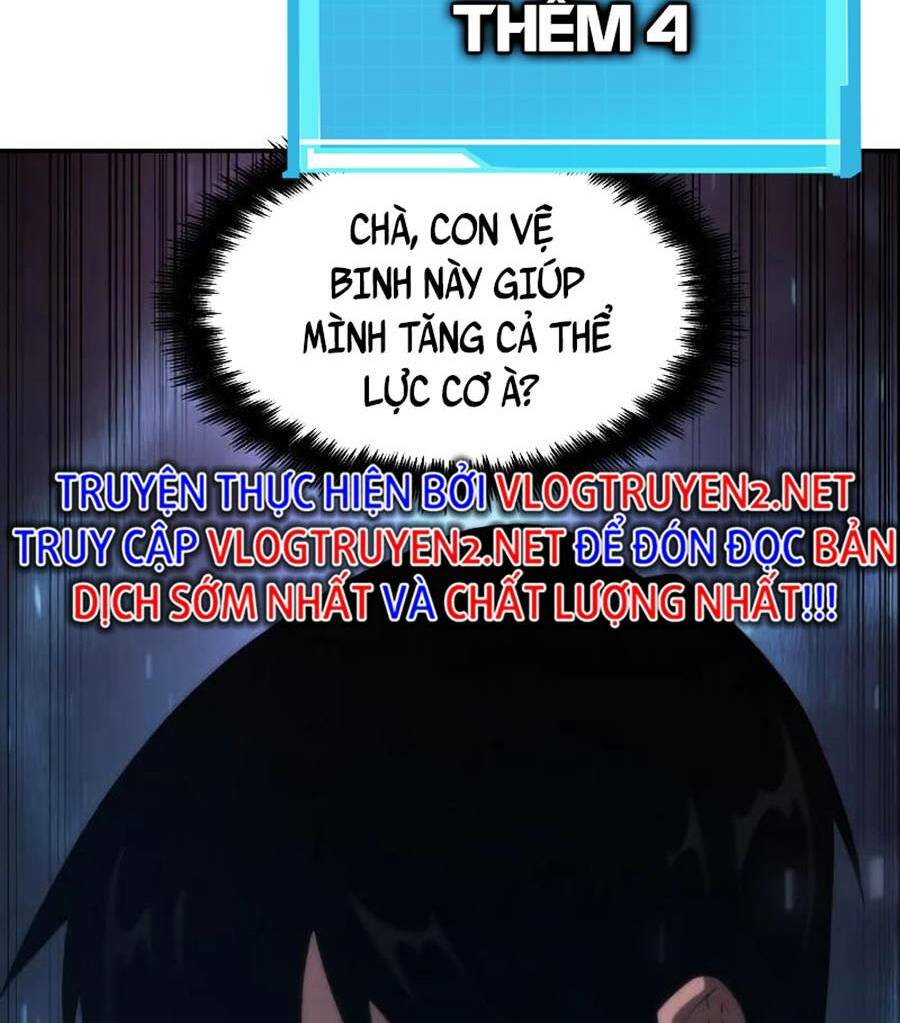 THÊM 4
CHÀ, CON VỆ
BINH NÀY GIÚP
MÌNH TĂNG CẢ THỂ
LỰC CƠ À?
TRUYỆN THỰC HIỆN BỞI VLOGTRUYEN2.NET
TRUY CẬP VLOGTRUYEN2.NET ĐỂ ĐÓN ĐỌC BẢN
DỊCH SỚM NHẤT VÀ CHẤT LƯỢNG NHẤT!!!